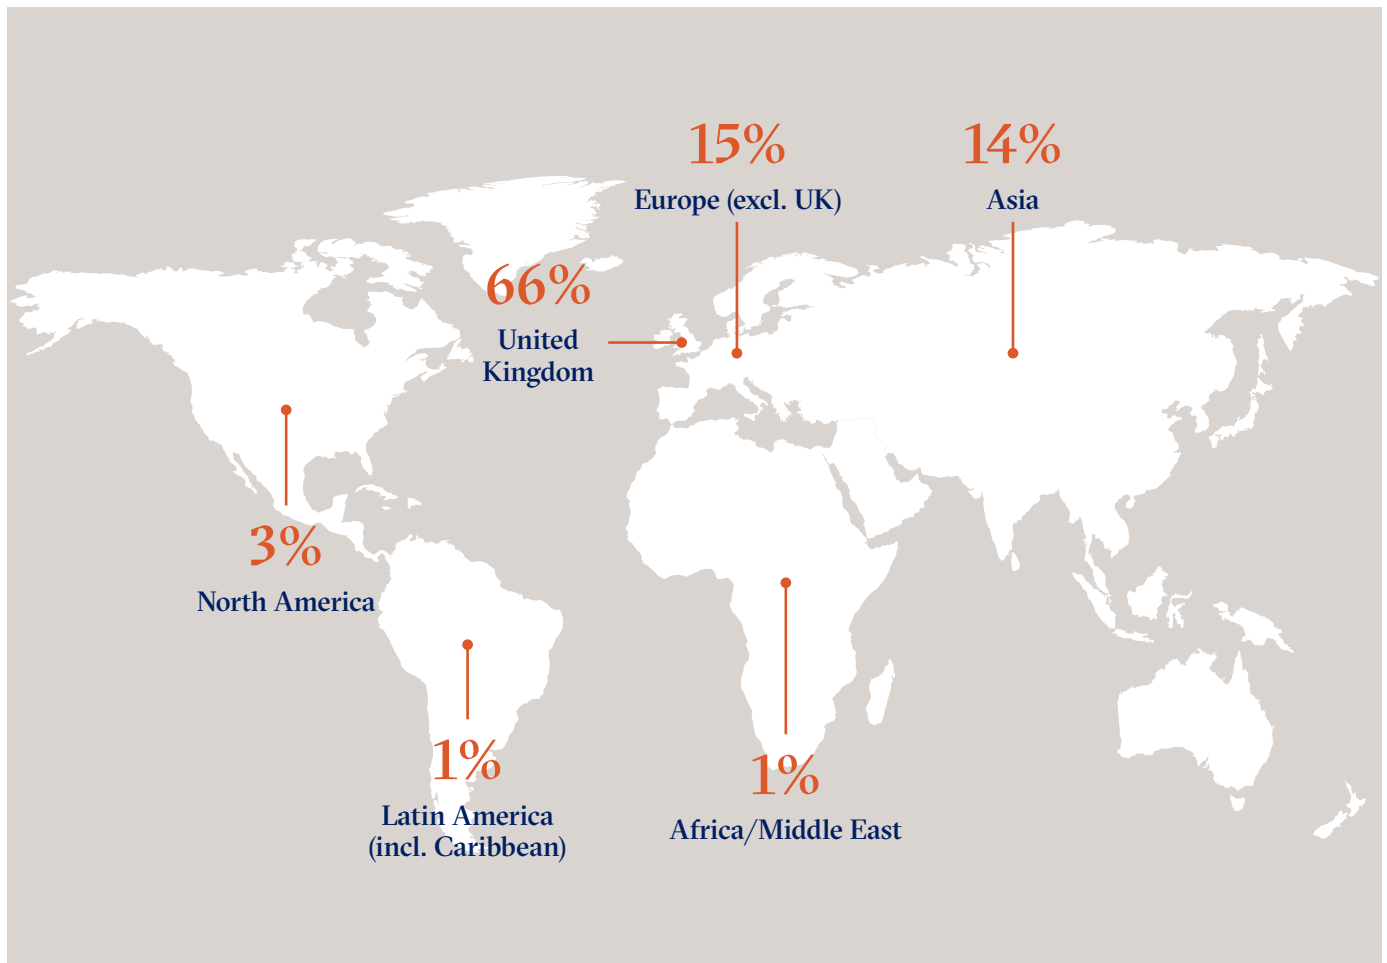 15%
Europe (excl. UK)
14%
Asia
66%
United
Kingdom
3%
North America
1%
Latin America
(incl. Caribbean)
1%
Africa/Middle East